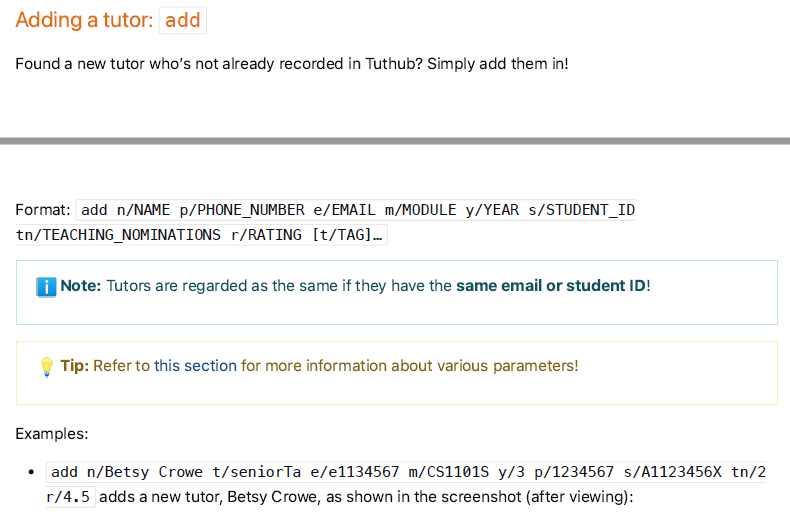 Adding a tutor: add
Found a new tutor who’s not already recorded in Tuthub? Simply add them in!
Format: add n/NAME p/PHONE_NUMBER e/EMAIL m/MODULE y/YEAR s/STUDENT_ID
tn/TEACHING_NOMINATIONS r/RATING [t/TAG]…
Note: Tutors are regarded as the same if they have the same email or student ID!
Tip: Refer to this section for more information about various parameters!
Examples:
• add n/Betsy Crowe t/seniorTa e/e1134567 m/CS1101S y/3 p/1234567 s/A1123456X tn/2
r/4.5 adds a new tutor, Betsy Crowe, as shown in the screenshot (after viewing):